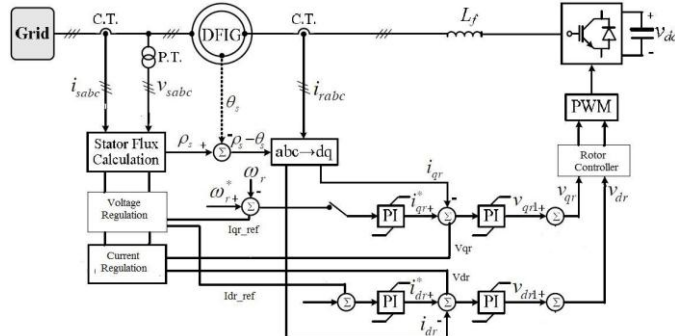 Grid
C.T.
DFIG
C.T.
L_f
+
v_dc
-
P.T.
i_sabc
v_sabc
θ_s
i_rabc
PWM
Stator Flux
Calculation
ρ_s +
Σ
-
ρ_s-θ_s
abc→dq
Rotor
Controller
Voltage
Regulation
ω_r
ω_r+^*
-
Σ
Iqr_ref
i_qr
PI
i_qr+^*
-
Σ
PI
v_qr1+
Σ
v_qr
v_dr
Current
Regulation
Vqr
Vdr
Idr_ref
Σ
PI
i_dr+^*
Σ
PI
v_dr1+
Σ
i_dr
-